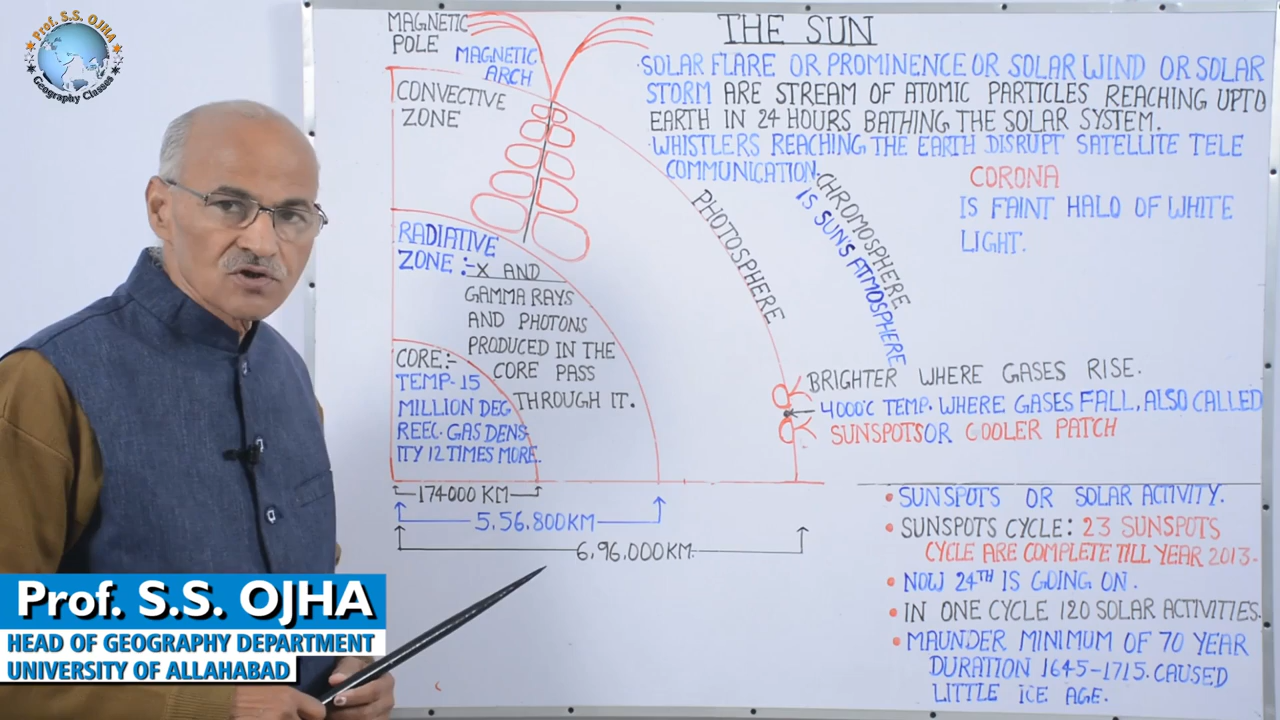 Prof. S.S. OJHA
Geography Classes
MAGNETIC
POLE
MAGNETIC
ARCH
CONVECTIVE
ZONE
RADIATIVE
ZONE :-X AND
GAMMA RAYS
AND PHOTONS
PRODUCED IN THE
CORE PASS
THROUGH IT.
CORE:-
TEMP-15
MILLION DEG
REEC. GAS DENS-
ITY 12 TIMES MORE.
174000 KM
5,56,800KM
6,96,000KM
THE SUN
·SOLAR FLARE OR PROMINENCE OR SOLAR WIND OR SOLAR
STORM ARE STREAM OF ATOMIC PARTICLES REACHING UPTO
EARTH IN 24 HOURS BATHING THE SOLAR SYSTEM.
·WHISTLERS REACHING THE EARTH DISRUPT SATELLITE TELE
COMMUNICATION.
PHOTOSPHERE
CHROMOSPHERE
IS SUN'S ATMOSPHERE
CORONA
IS FAINT HALO OF WHITE
LIGHT.
BRIGHTER WHERE GASES RISE.
4000°C TEMP. WHERE GASES FALL, ALSO CALLED
SUNSPOTS OR COOLER PATCH
• SUNSPOTS OR SOLAR ACTIVITY.
• SUNSPOTS CYCLE: 23 SUNSPOTS
CYCLE ARE COMPLETE TILL YEAR 2013-
• NOW 24TH IS GOING ON.
• IN ONE CYCLE 120 SOLAR ACTIVITIES.
• MAUNDER MINIMUM OF 70 YEAR
DURATION 1645-1715. CAUSED
LITTLE ICE AGE.
Prof. S.S. OJHA
HEAD OF GEOGRAPHY DEPARTMENT
UNIVERSITY OF ALLAHABAD